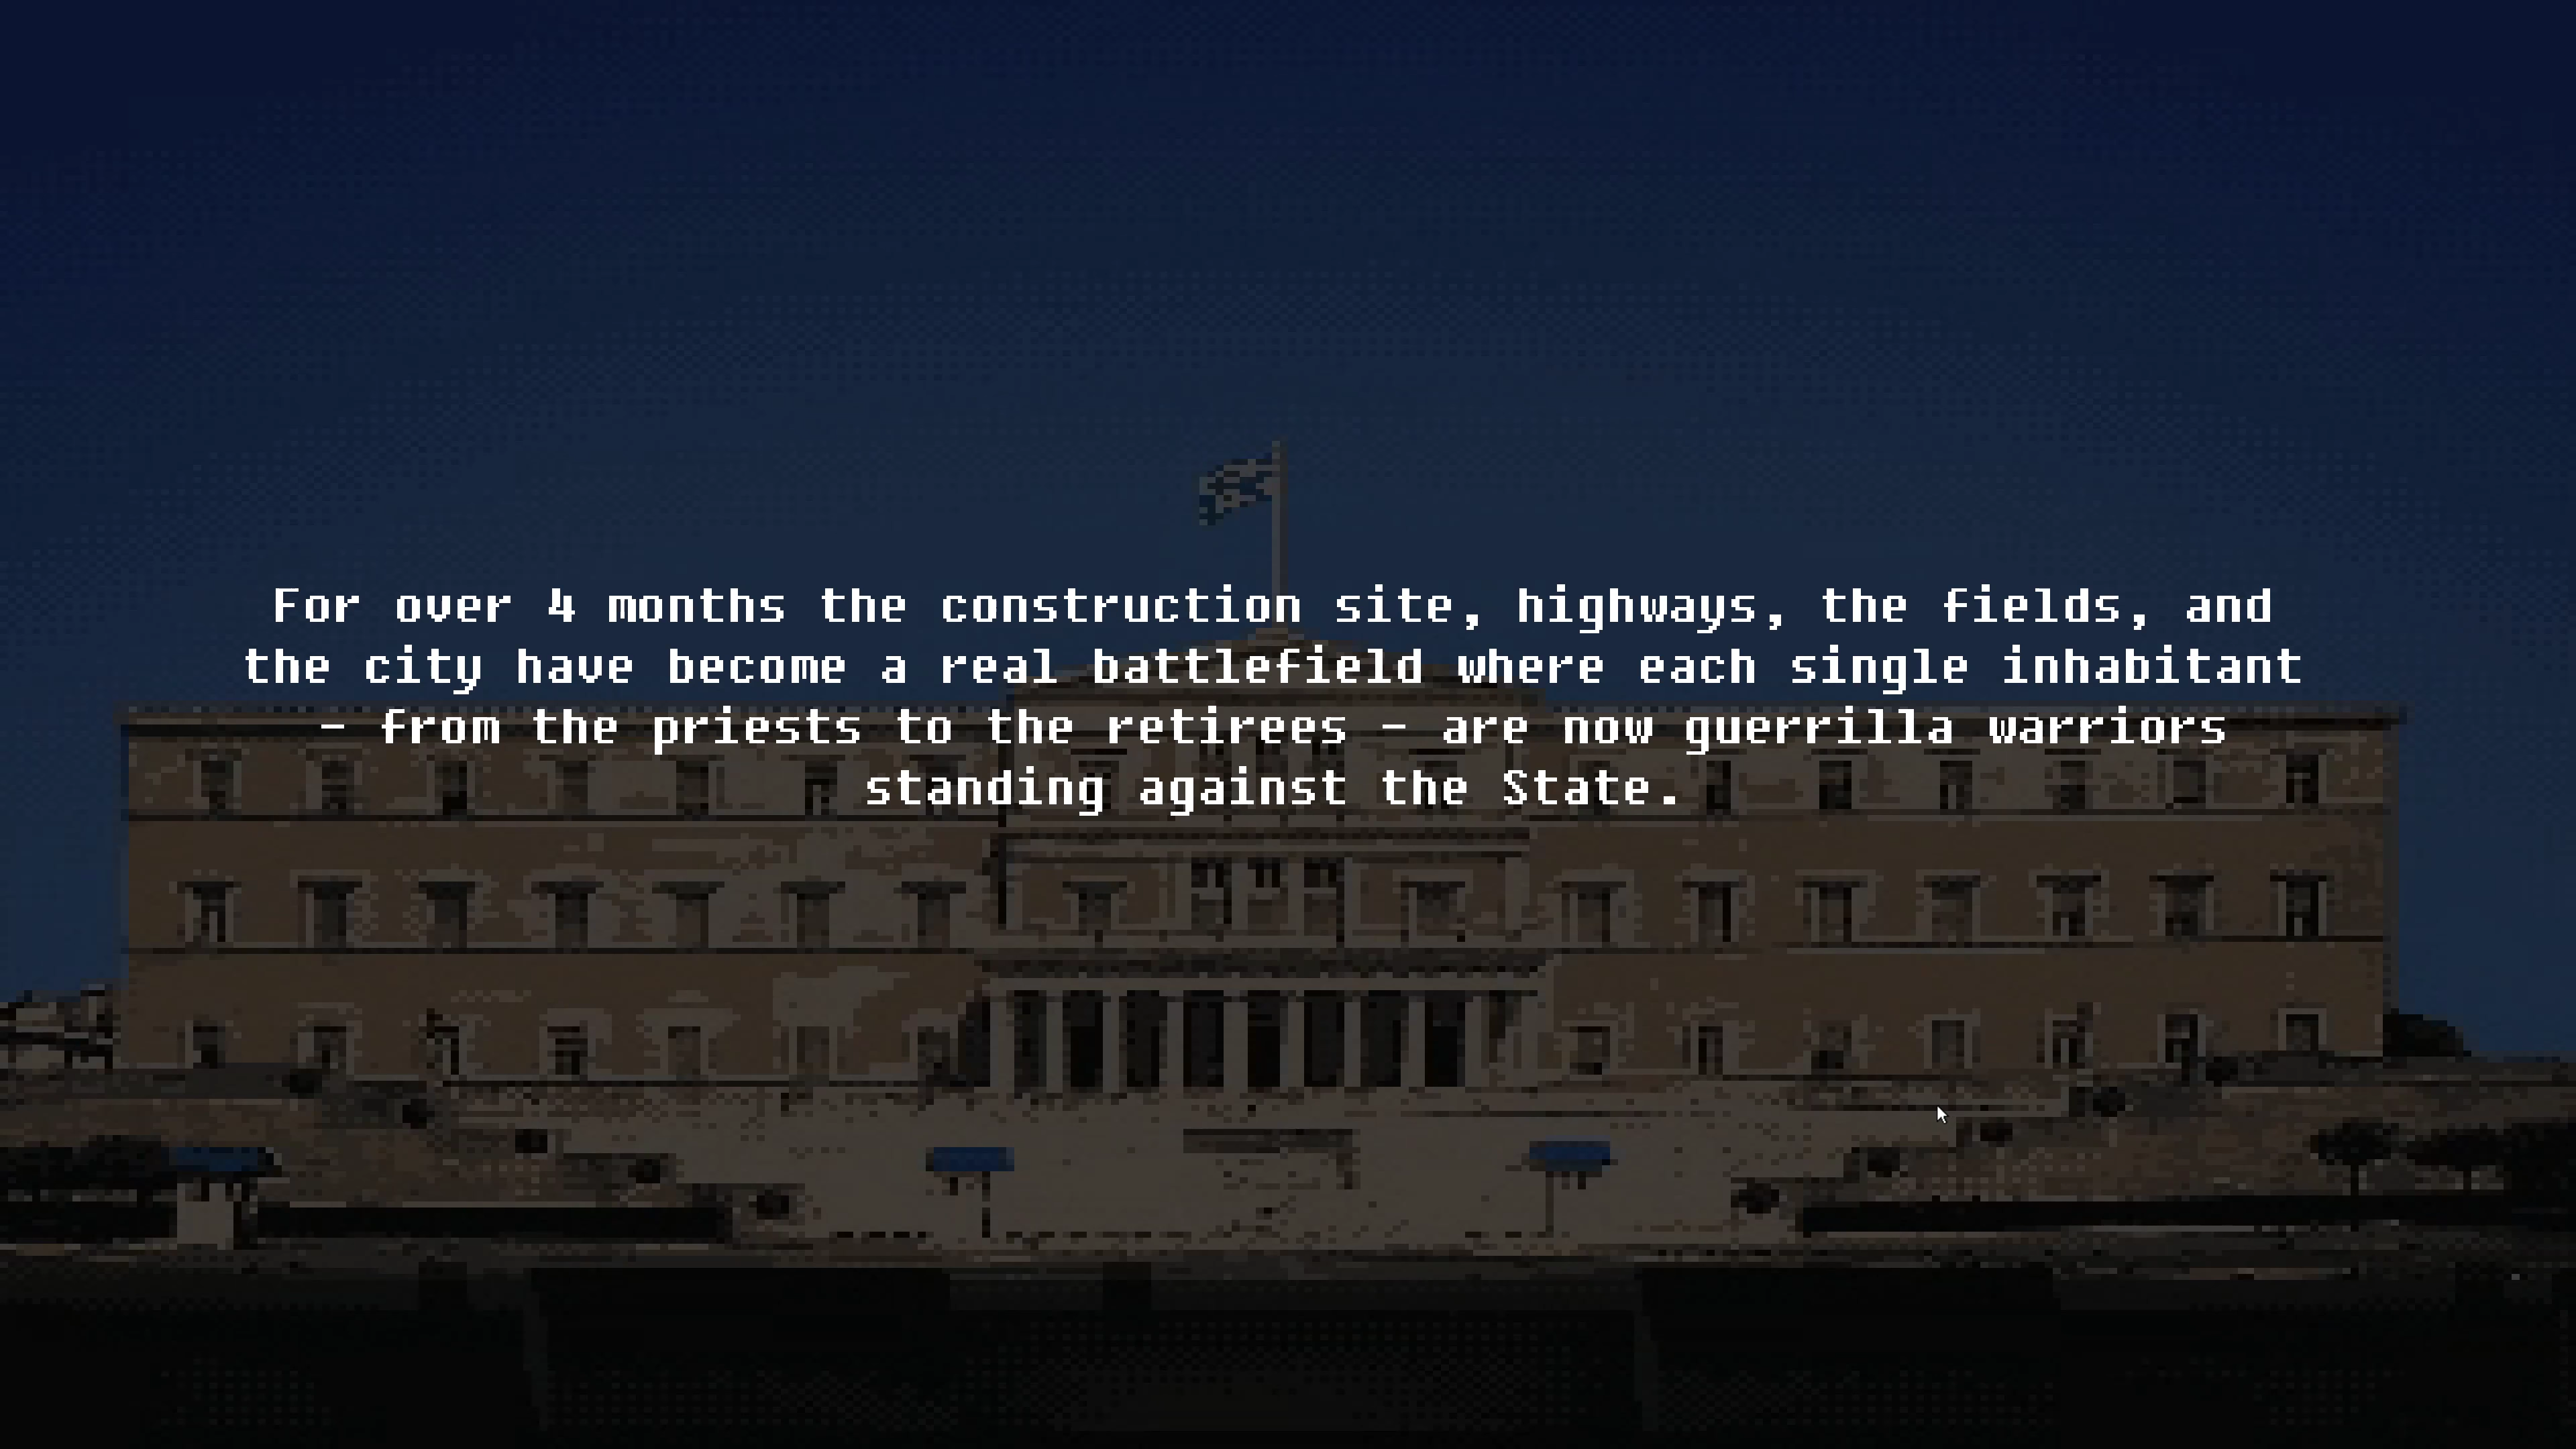 For over 4 months the construction site, highways, the fields, and
the city have become a real battlefield where each single inhabitant
- from the priests to the retirees - are now guerrilla warriors
standing against the State.